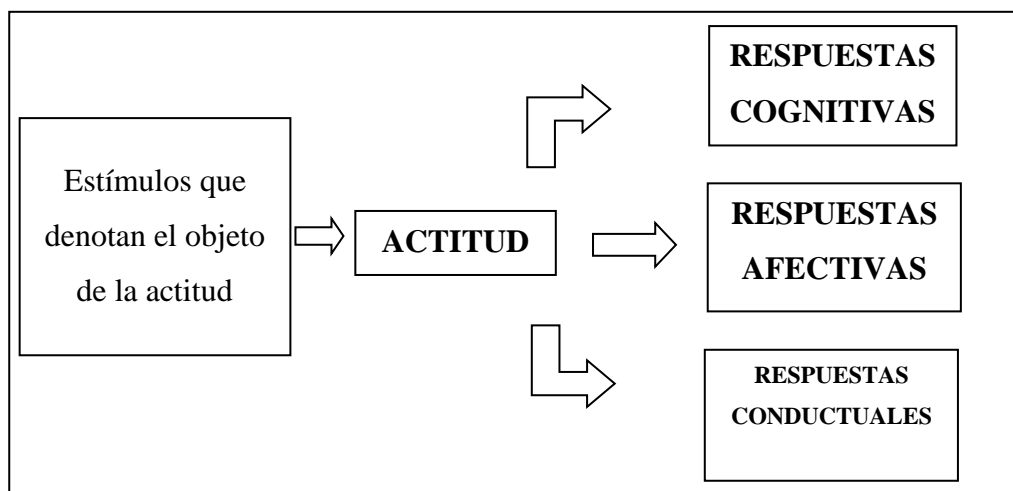 Estímulos que
denotan el objeto
de la actitud
ACTITUD
RESPUESTAS
COGNITIVAS
RESPUESTAS
AFECTIVAS
RESPUESTAS
CONDUCTUALES